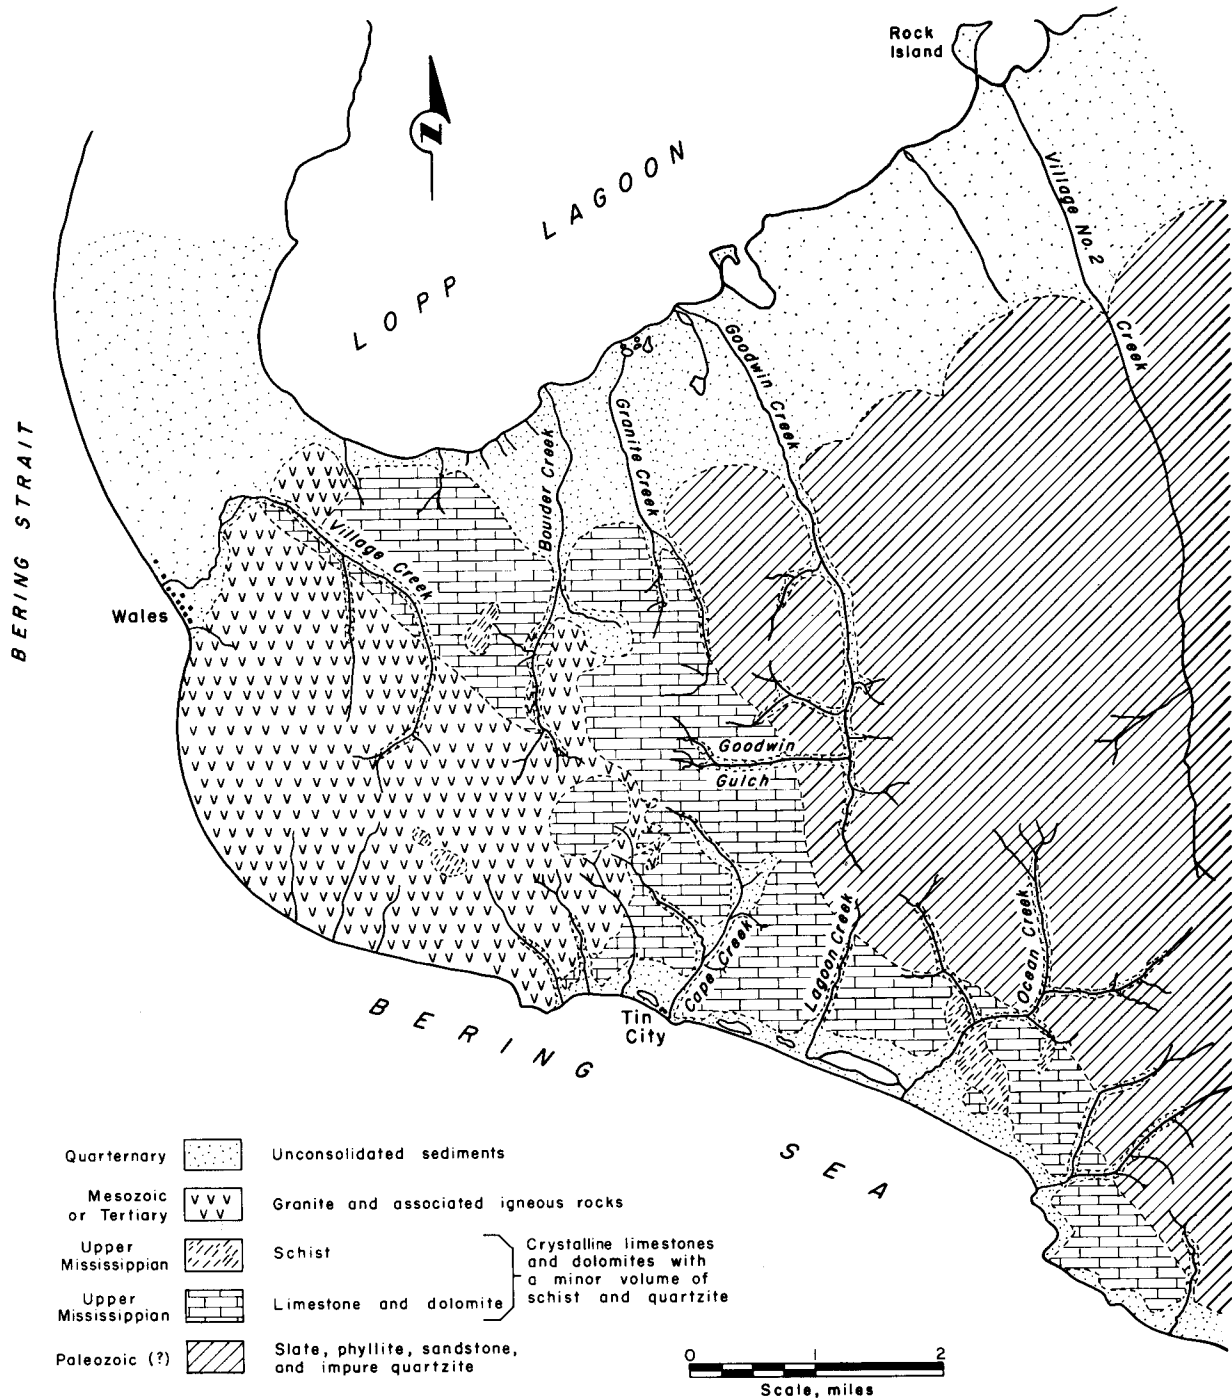 Rock
Island
N
LOPP LAGOON
Village No. 2
Creek
Goodwin Creek
Granite Creek
Boulder Creek
Village Creek
BERING STRAIT
Wales
Goodwin
Gulch
Lagoon Creek
Ocean Creek
Cape Creek
Tin
City
BERING
SEA
Quarternary
Unconsolidated sediments
Mesozoic
or Tertiary
Granite and associated igneous rocks
Upper
Mississippian
Schist
Upper
Mississippian
Limestone and dolomite
Crystalline limestones
and dolomites with
a minor volume of
schist and quartzite
Paleozoic (?)
Slate, phyllite, sandstone,
and impure quartzite
0 1 2
Scale, miles